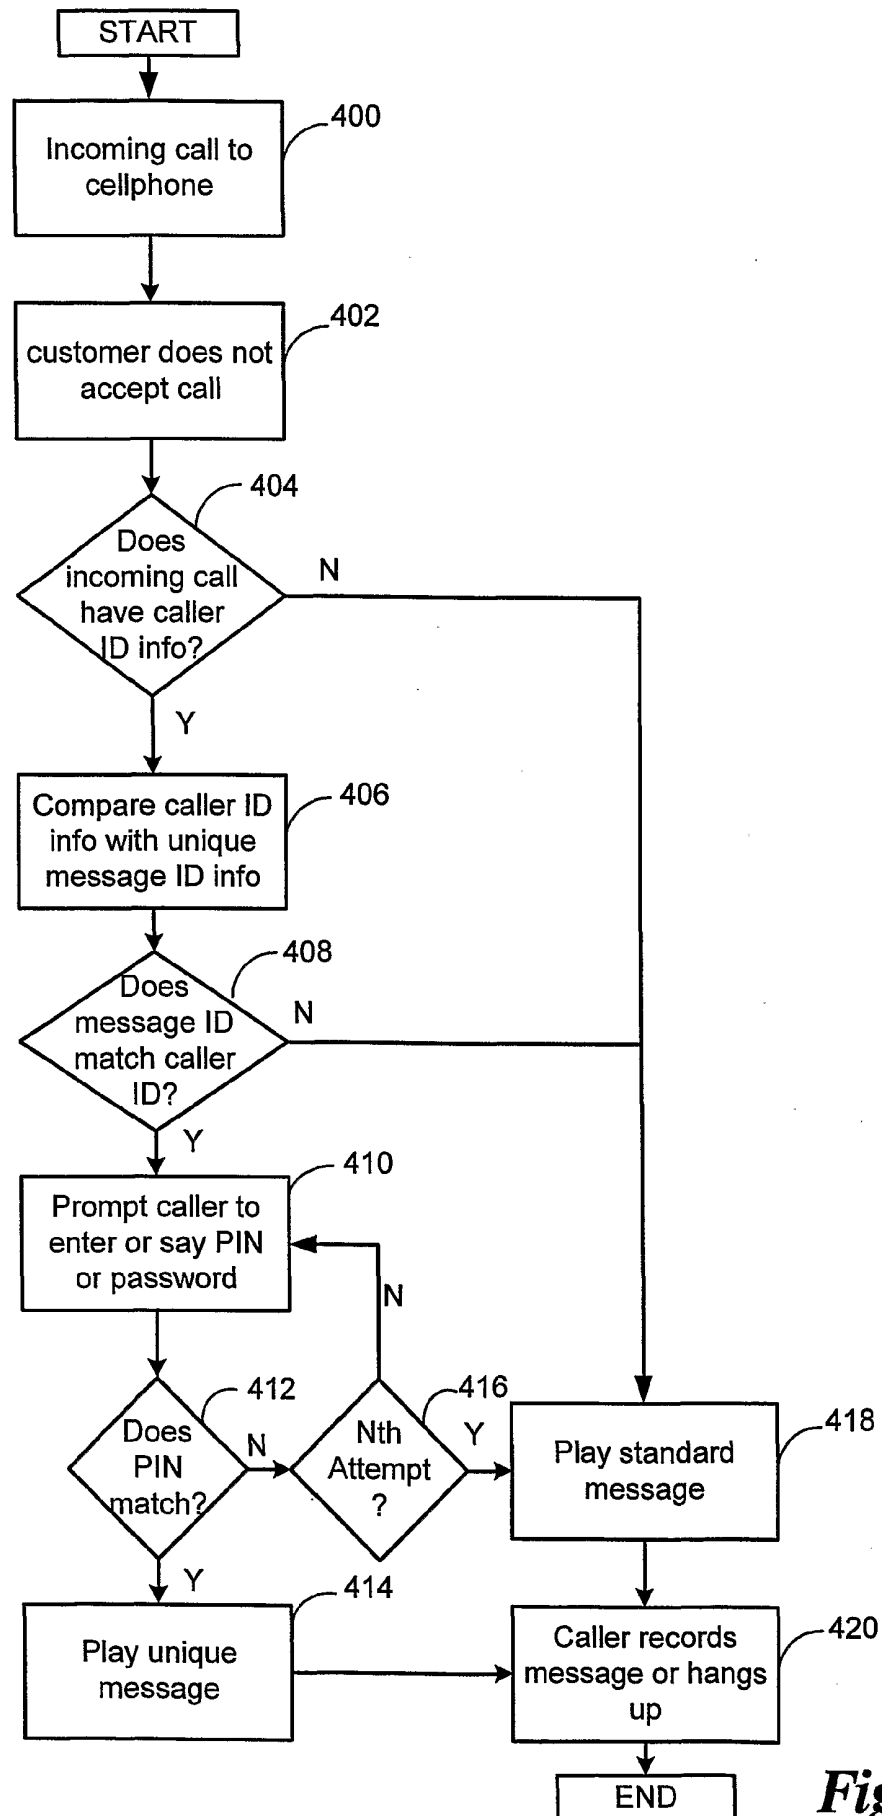 START
400
Incoming call to
cellphone
402
customer does not
accept call
404
Does
incoming call
have caller
ID info?
N
Y
406
Compare caller ID
info with unique
message ID info
408
Does
message ID
match caller
ID?
N
Y
410
Prompt caller to
enter or say PIN
or password
N
412
Does
PIN
match?
N
416
Nth
Attempt
?
Y
418
Play standard
message
Y
414
Play unique
message
420
Caller records
message or hangs
up
END